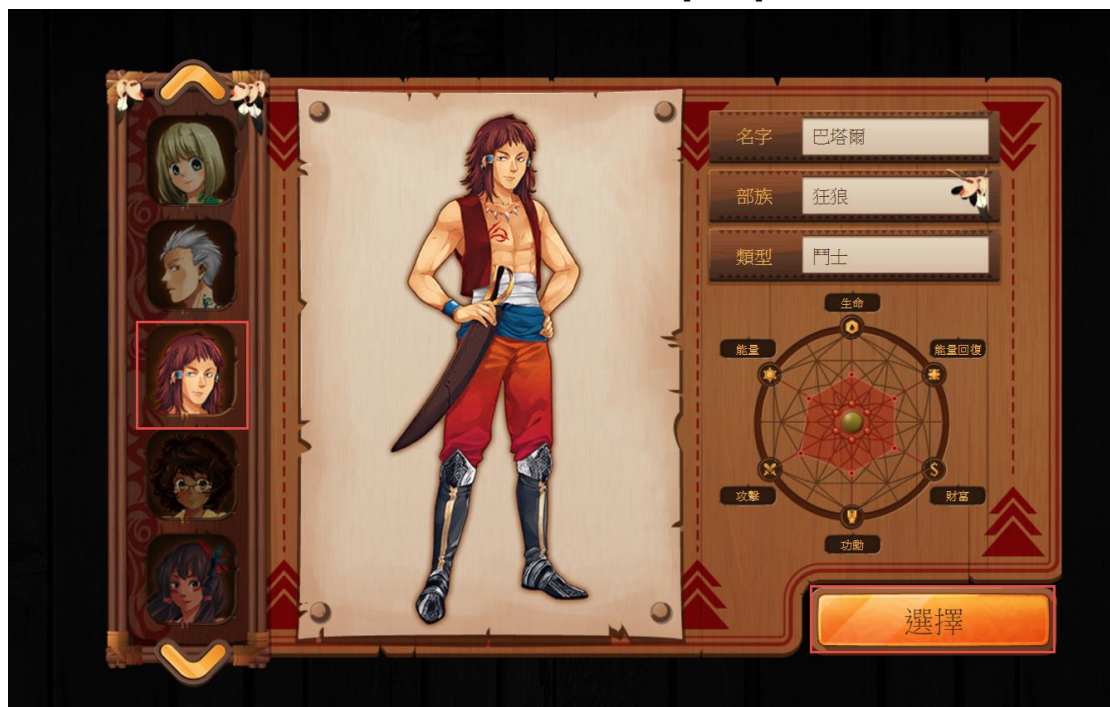 名字 巴塔爾
部族 狂狼
類型 鬥士
生命
能量 能量回復
攻擊 財富
功勳
選擇